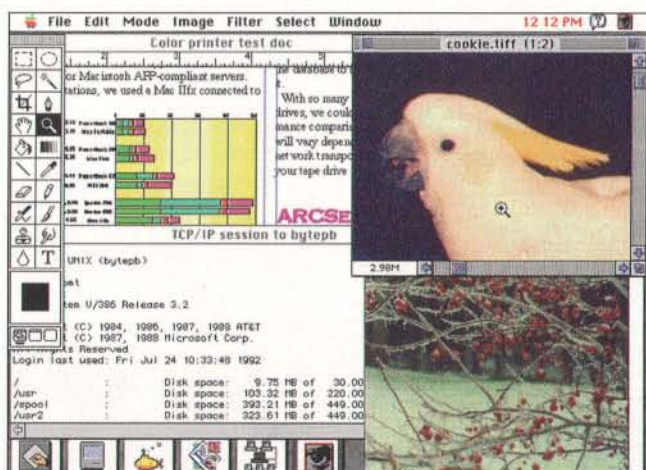 File Edit Mode Image Filter Select Window 12 12 PM
Color printer test doc
or Macintosh AFP-compliant servers.
tations, we used a Mac IIfx connected to
With so many
drives, we could
mance comparis
will vary depen
network transpo
your tape drive
ARCSE
cookie.tiff (1:2)
2.98M
TCP/IP session to bytepb
UNIX (bytepb)
tem V/386 Release 3.2
(C) 1984, 1986, 1987, 1988 AT&T
(C) 1987, 1988 Microsoft Corp.
Reserved
Login last used: Fri Jul 24 10:33:48 1992
/ : Disk space: 9.75 MB of 30.00
/usr : Disk space: 103.32 MB of 220.00
/spool : Disk space: 393.21 MB of 449.00
/usr2 : Disk space: 323.61 MB of 449.00